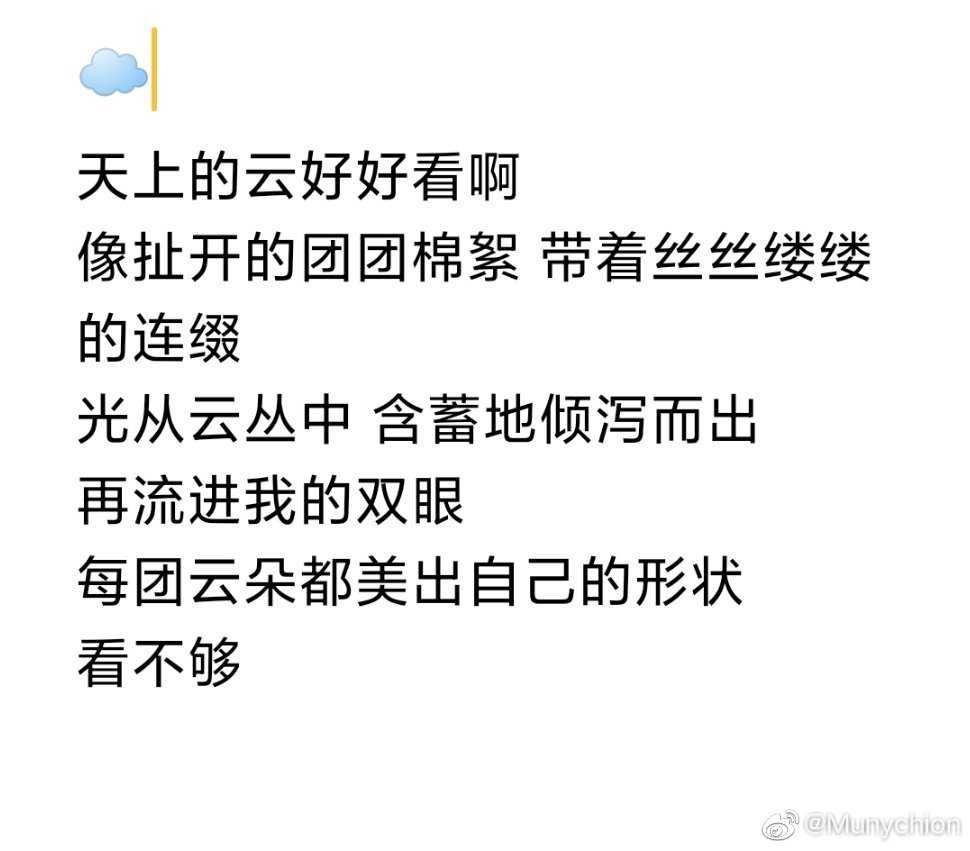 ☁️
天上的云好好看啊
像扯开的团团棉絮 带着丝丝缕缕
的连缀
光从云丛中 含蓄地倾泻而出
再流进我的双眼
每团云朵都美出自己的形状
看不够
@Munychion